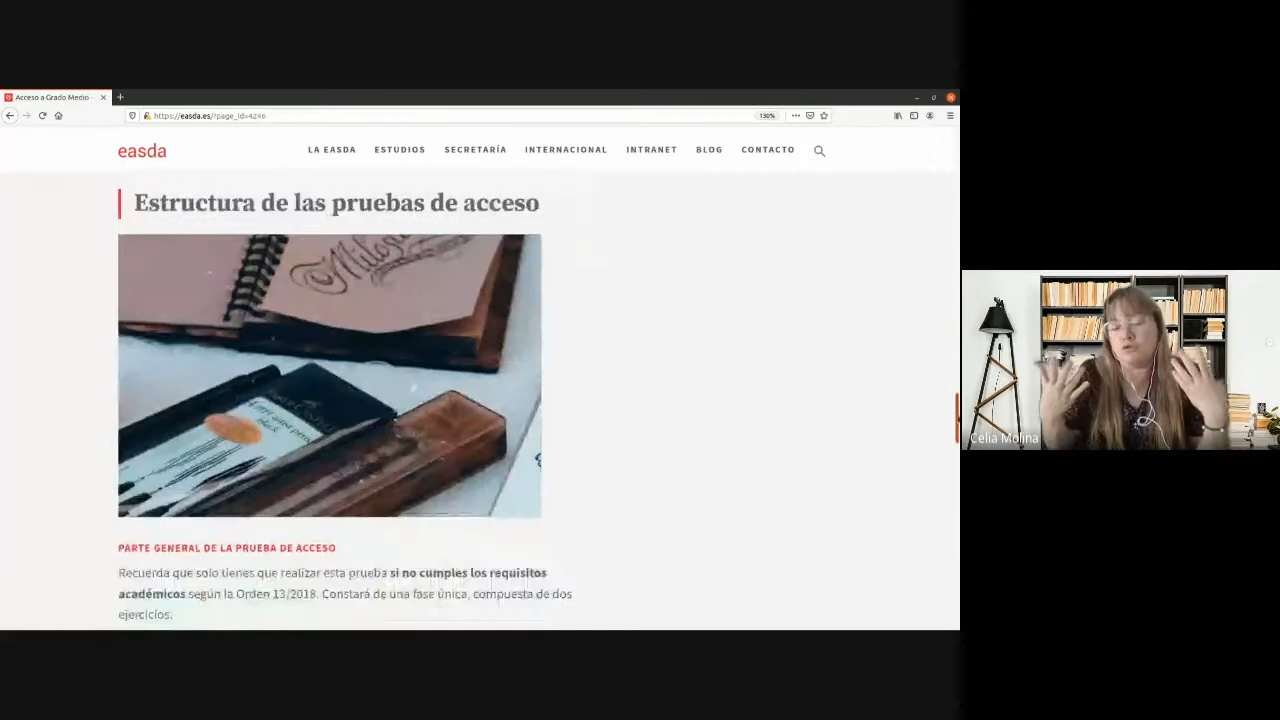 Acceso a Grado Medio -
https://easda.es/?page_id=4246
130%
easda
LA EASDA ESTUDIOS SECRETARÍA INTERNACIONAL INTRANET BLOG CONTACTO
Estructura de las pruebas de acceso
PARTE GENERAL DE LA PRUEBA DE ACCESO
Recuerda que solo tienes que realizar esta prueba si no cumples los requisitos
académicos según la Orden 13/2018. Constará de una fase única, compuesta de dos
ejercicios.
Celia Molina